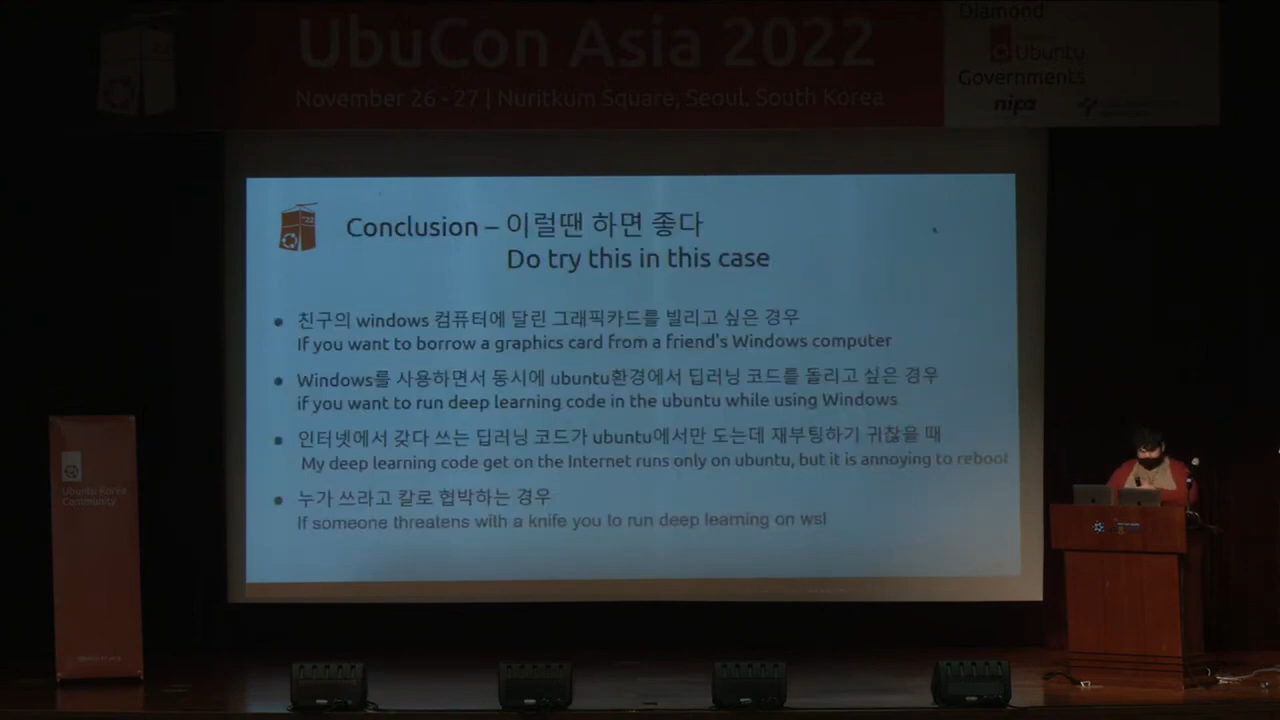 UbuCon Asia 2022
November 26 - 27 | Nuritkum Square, Seoul. South Korea
Diamond
Ubuntu
Governments
nipa
Conclusion – 이럴땐 하면 좋다
Do try this in this case
친구의 windows 컴퓨터에 달린 그래픽카드를 빌리고 싶은 경우
If you want to borrow a graphics card from a friend's Windows computer
Windows를 사용하면서 동시에 ubuntu환경에서 딥러닝 코드를 돌리고 싶은 경우
if you want to run deep learning code in the ubuntu while using Windows
인터넷에서 갖다 쓰는 딥러닝 코드가 ubuntu에서만 도는데 재부팅하기 귀찮을 때
My deep learning code get on the Internet runs only on ubuntu, but it is annoying to reboot
누가 쓰라고 칼로 협박하는 경우
If someone threatens with a knife you to run deep learning on wsl
Ubuntu Korea
Community